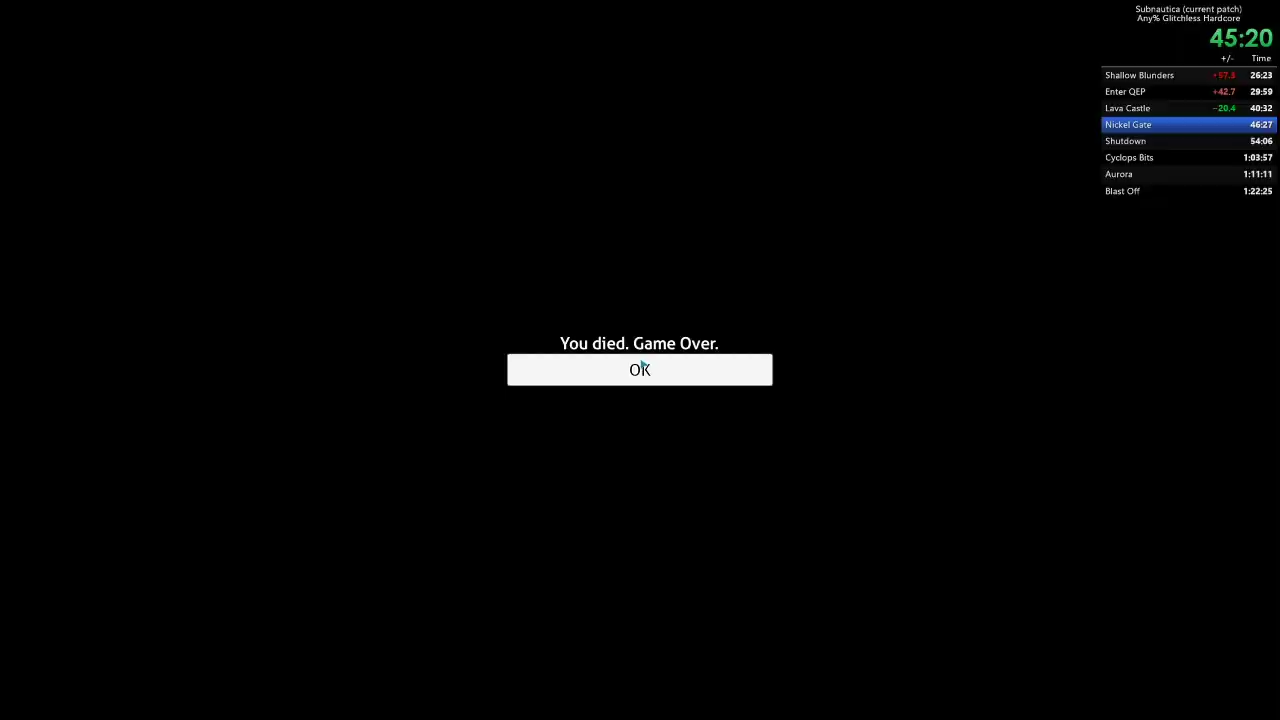 Subnautica (current patch)
Any% Glitchless Hardcore
45:20
+/- Time
Shallow Blunders +57.3 26:23
Enter QEP +42.7 29:59
Lava Castle −20.4 40:32
Nickel Gate 46:27
Shutdown 54:06
Cyclops Bits 1:03:57
Aurora 1:11:11
Blast Off 1:22:25
You died. Game Over.
OK